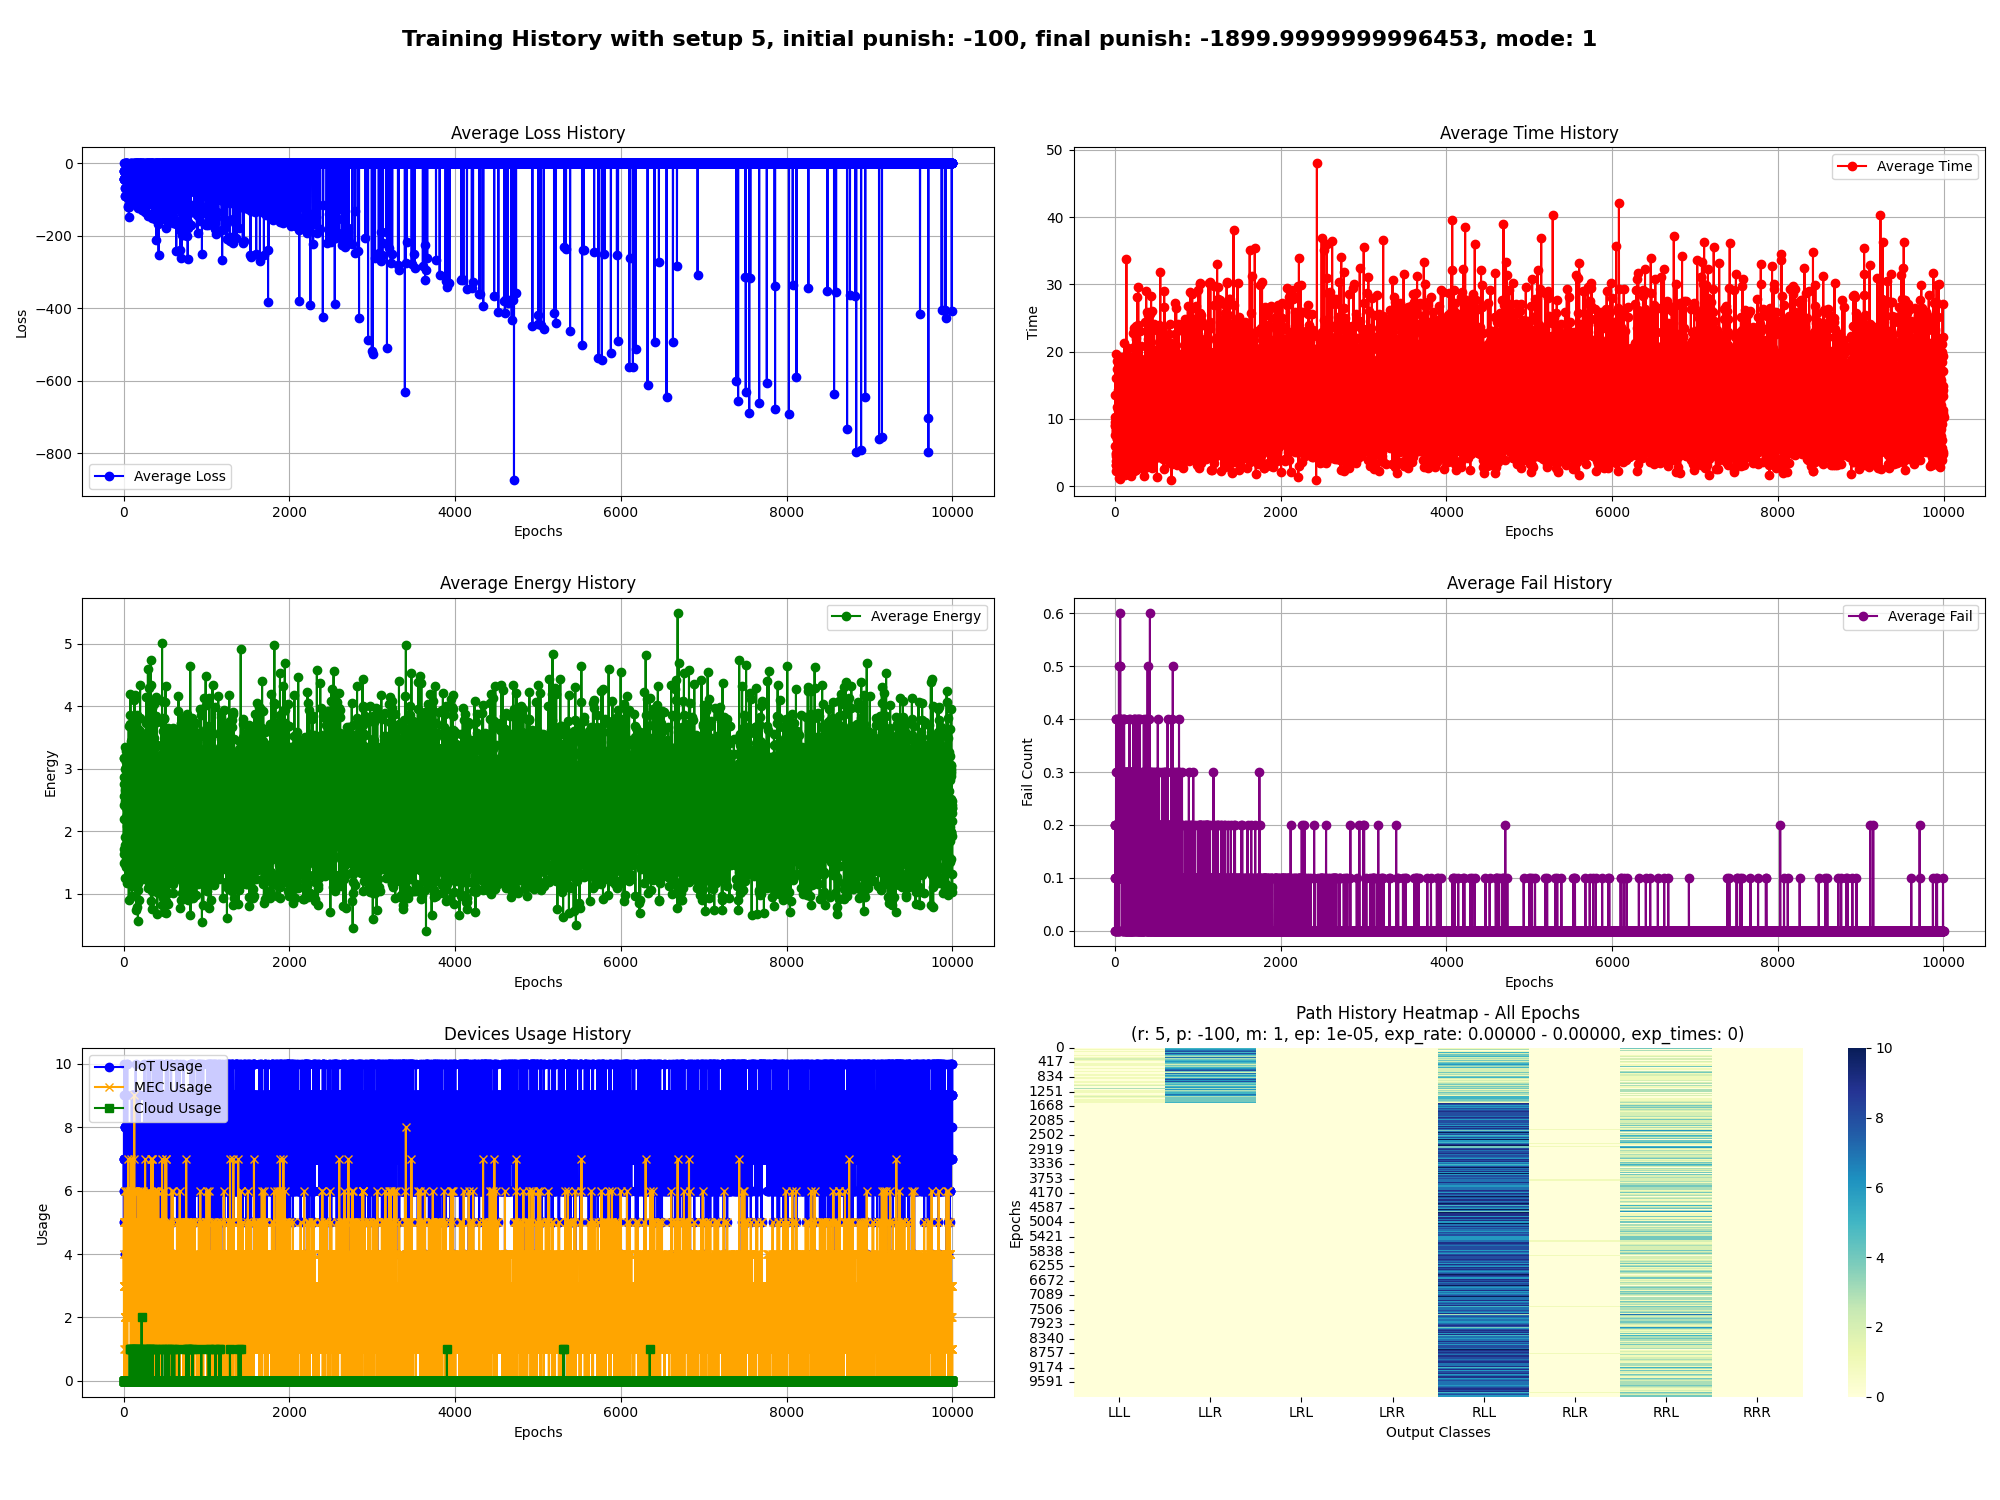 Training History with setup 5, initial punish: -100, final punish: -1899.9999999996453, mode: 1
Average Loss History
Loss
0
−200
−400
−600
−800
Average Loss
0 2000 4000 6000 8000 10000
Epochs
Average Time History
Time
50
40
30
20
10
0
Average Time
0 2000 4000 6000 8000 10000
Epochs
Average Energy History
Energy
5
4
3
2
1
Average Energy
0 2000 4000 6000 8000 10000
Epochs
Average Fail History
Fail Count
0.6
0.5
0.4
0.3
0.2
0.1
0.0
Average Fail
0 2000 4000 6000 8000 10000
Epochs
Devices Usage History
Usage
10
8
6
4
2
0
IoT Usage
MEC Usage
Cloud Usage
0 2000 4000 6000 8000 10000
Epochs
Path History Heatmap - All Epochs
(r: 5, p: -100, m: 1, ep: 1e-05, exp_rate: 0.00000 - 0.00000, exp_times: 0)
Epochs
0
417
834
1251
1668
2085
2502
2919
3336
3753
4170
4587
5004
5421
5838
6255
6672
7089
7506
7923
8340
8757
9174
9591
LLL LLR LRL LRR RLL RLR RRL RRR
Output Classes
10
8
6
4
2
0